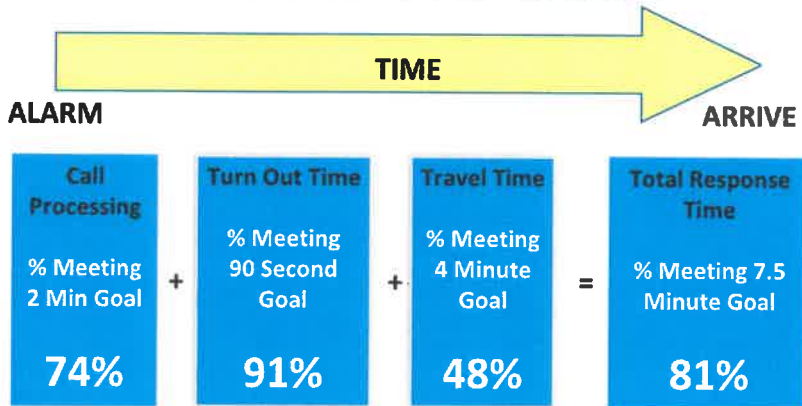 TIME
ALARM
ARRIVE
Call
Processing
% Meeting
2 Min Goal
74%
+
Turn Out Time
% Meeting
90 Second
Goal
91%
+
Travel Time
% Meeting
4 Minute
Goal
48%
=
Total Response
Time
% Meeting 7.5
Minute Goal
81%